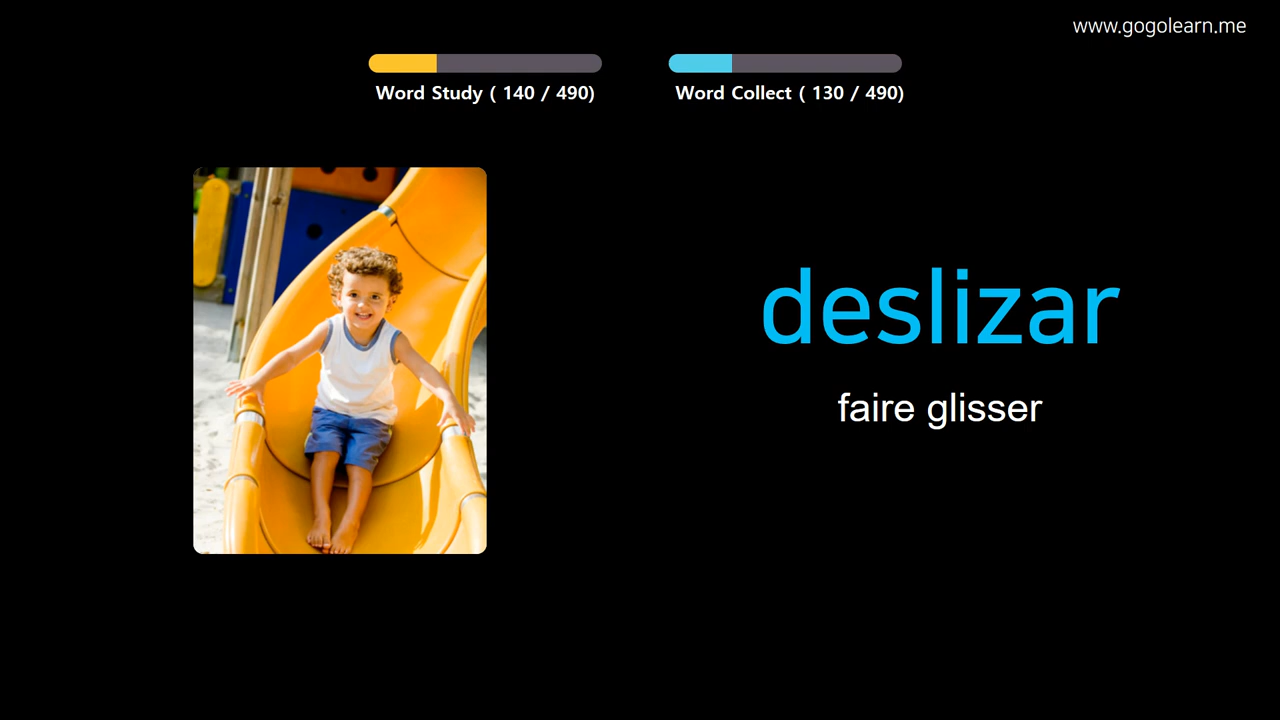 www.gogolearn.me
Word Study ( 140 / 490)
Word Collect ( 130 / 490)
deslizar
faire glisser